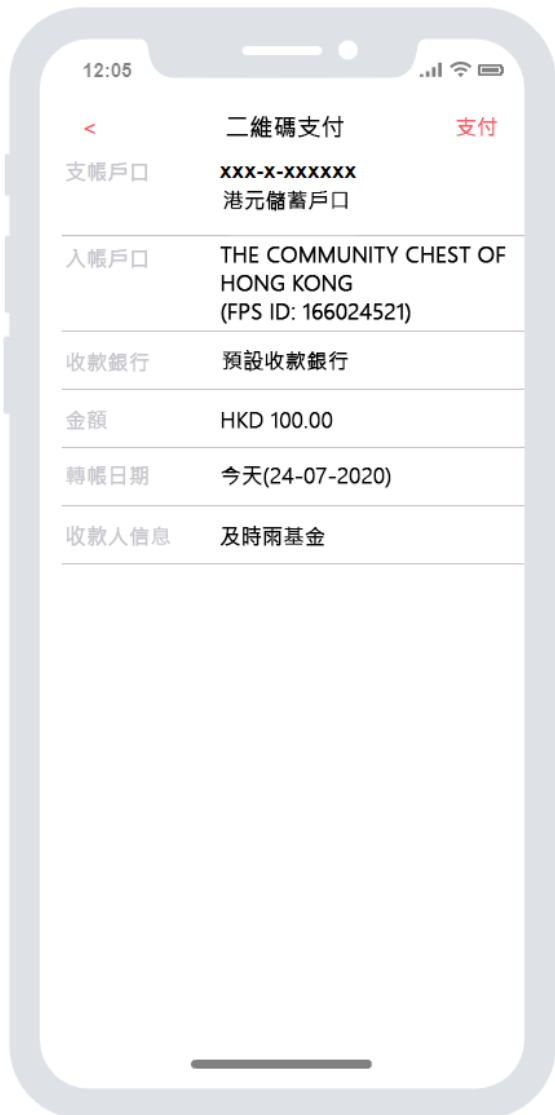 12:05
< 二維碼支付 支付
支帳戶口 xxx-x-xxxxxx
港元儲蓄戶口
入帳戶口 THE COMMUNITY CHEST OF
HONG KONG
(FPS ID: 166024521)
收款銀行 預設收款銀行
金額 HKD 100.00
轉帳日期 今天(24-07-2020)
收款人信息 及時雨基金